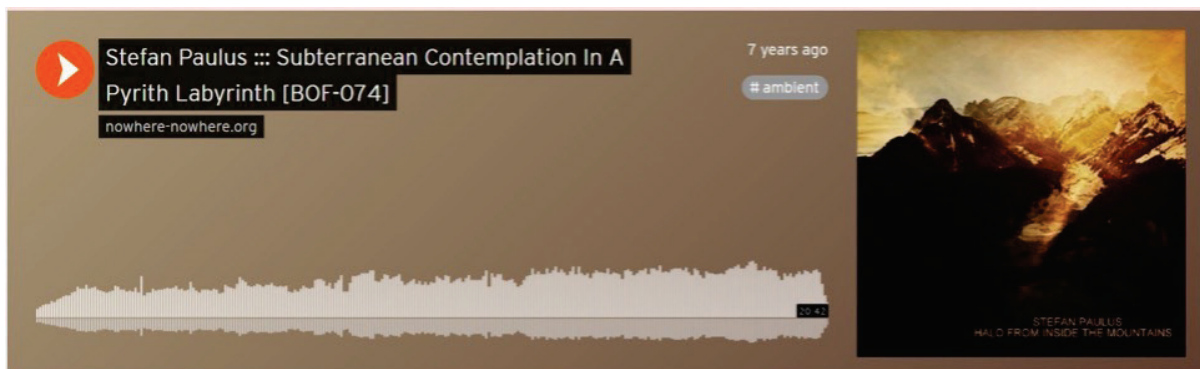 Stefan Paulus ::: Subterranean Contemplation In A
Pyrith Labyrinth [BOF-074]
nowhere-nowhere.org
7 years ago
# ambient
20:42
STEFAN PAULUS
HALO FROM INSIDE THE MOUNTAINS